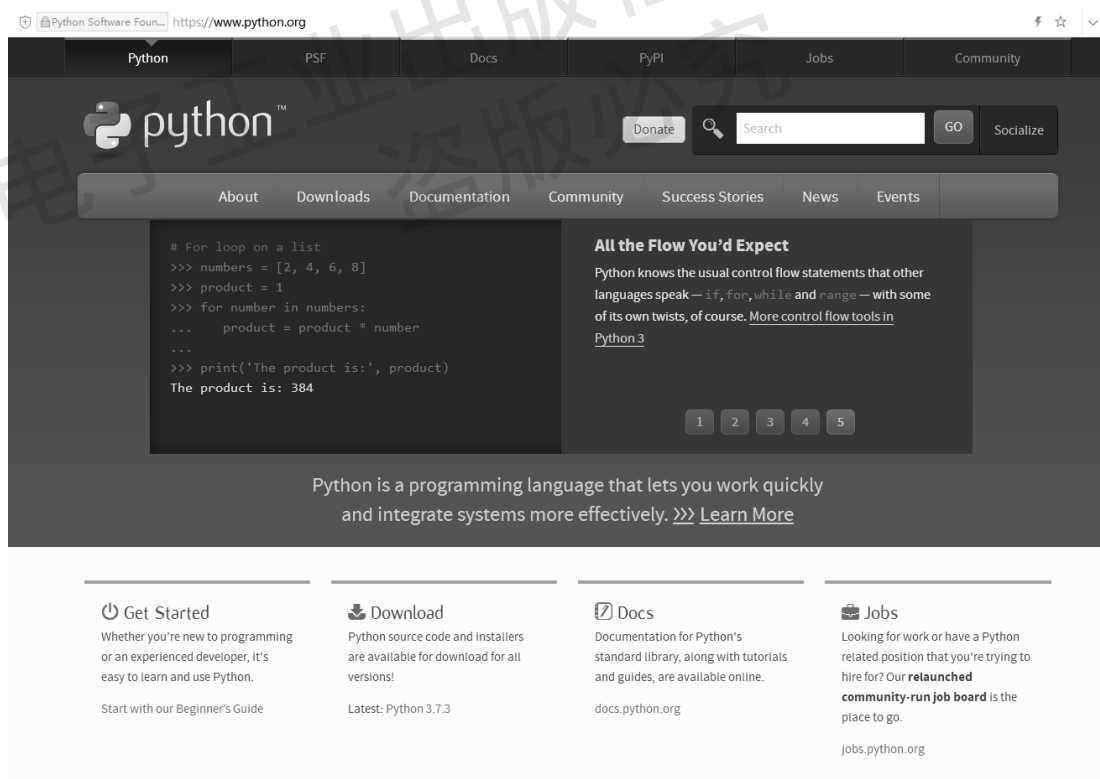 Python Software Foun... https://www.python.org
Python PSF Docs PyPI Jobs Community
python™
Donate Search GO Socialize
About Downloads Documentation Community Success Stories News Events
# For loop on a list
>>> numbers = [2, 4, 6, 8]
>>> product = 1
>>> for number in numbers:
...    product = product * number
...
>>> print('The product is:', product)
The product is: 384
All the Flow You’d Expect
Python knows the usual control flow statements that other
languages speak — if, for, while and range — with some
of its own twists, of course. More control flow tools in
Python 3
1 2 3 4 5
Python is a programming language that lets you work quickly
and integrate systems more effectively. >>> Learn More
Get Started
Whether you're new to programming
or an experienced developer, it's
easy to learn and use Python.
Start with our Beginner’s Guide
Download
Python source code and installers
are available for download for all
versions!
Latest: Python 3.7.3
Docs
Documentation for Python's
standard library, along with tutorials
and guides, are available online.
docs.python.org
Jobs
Looking for work or have a Python
related position that you're trying to
hire for? Our relaunched
community-run job board is the
place to go.
jobs.python.org
电子工业出版
盗版必究